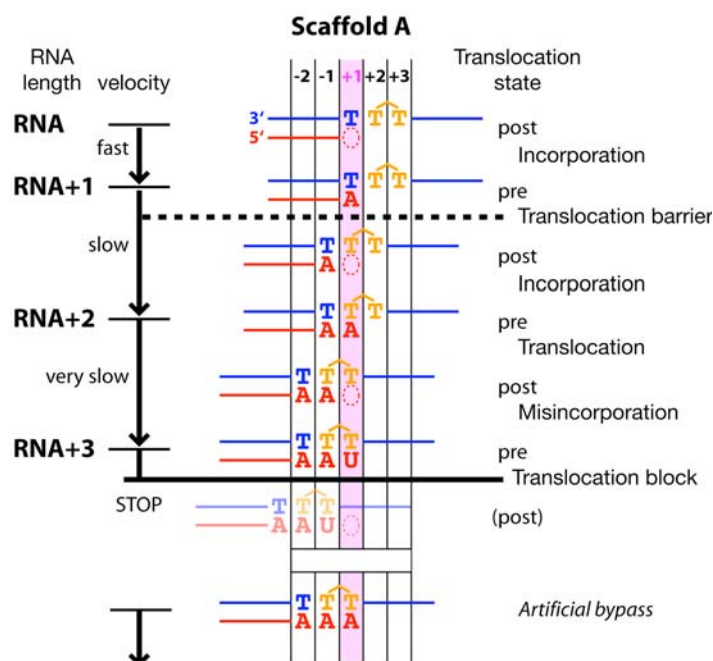 Scaffold A
RNA length velocity Translocation state
-2 -1 +1 +2 +3
RNA 3' T T T post
fast 5' Incorporation
RNA+1 T T T pre
A
Translocation barrier
slow T T T post
A Incorporation
RNA+2 T T T pre
A A Translocation
very slow T T T post
A A Misincorporation
RNA+3 T T T pre
A A U
Translocation block
STOP T T T (post)
A A U
T T T Artificial bypass
A A A